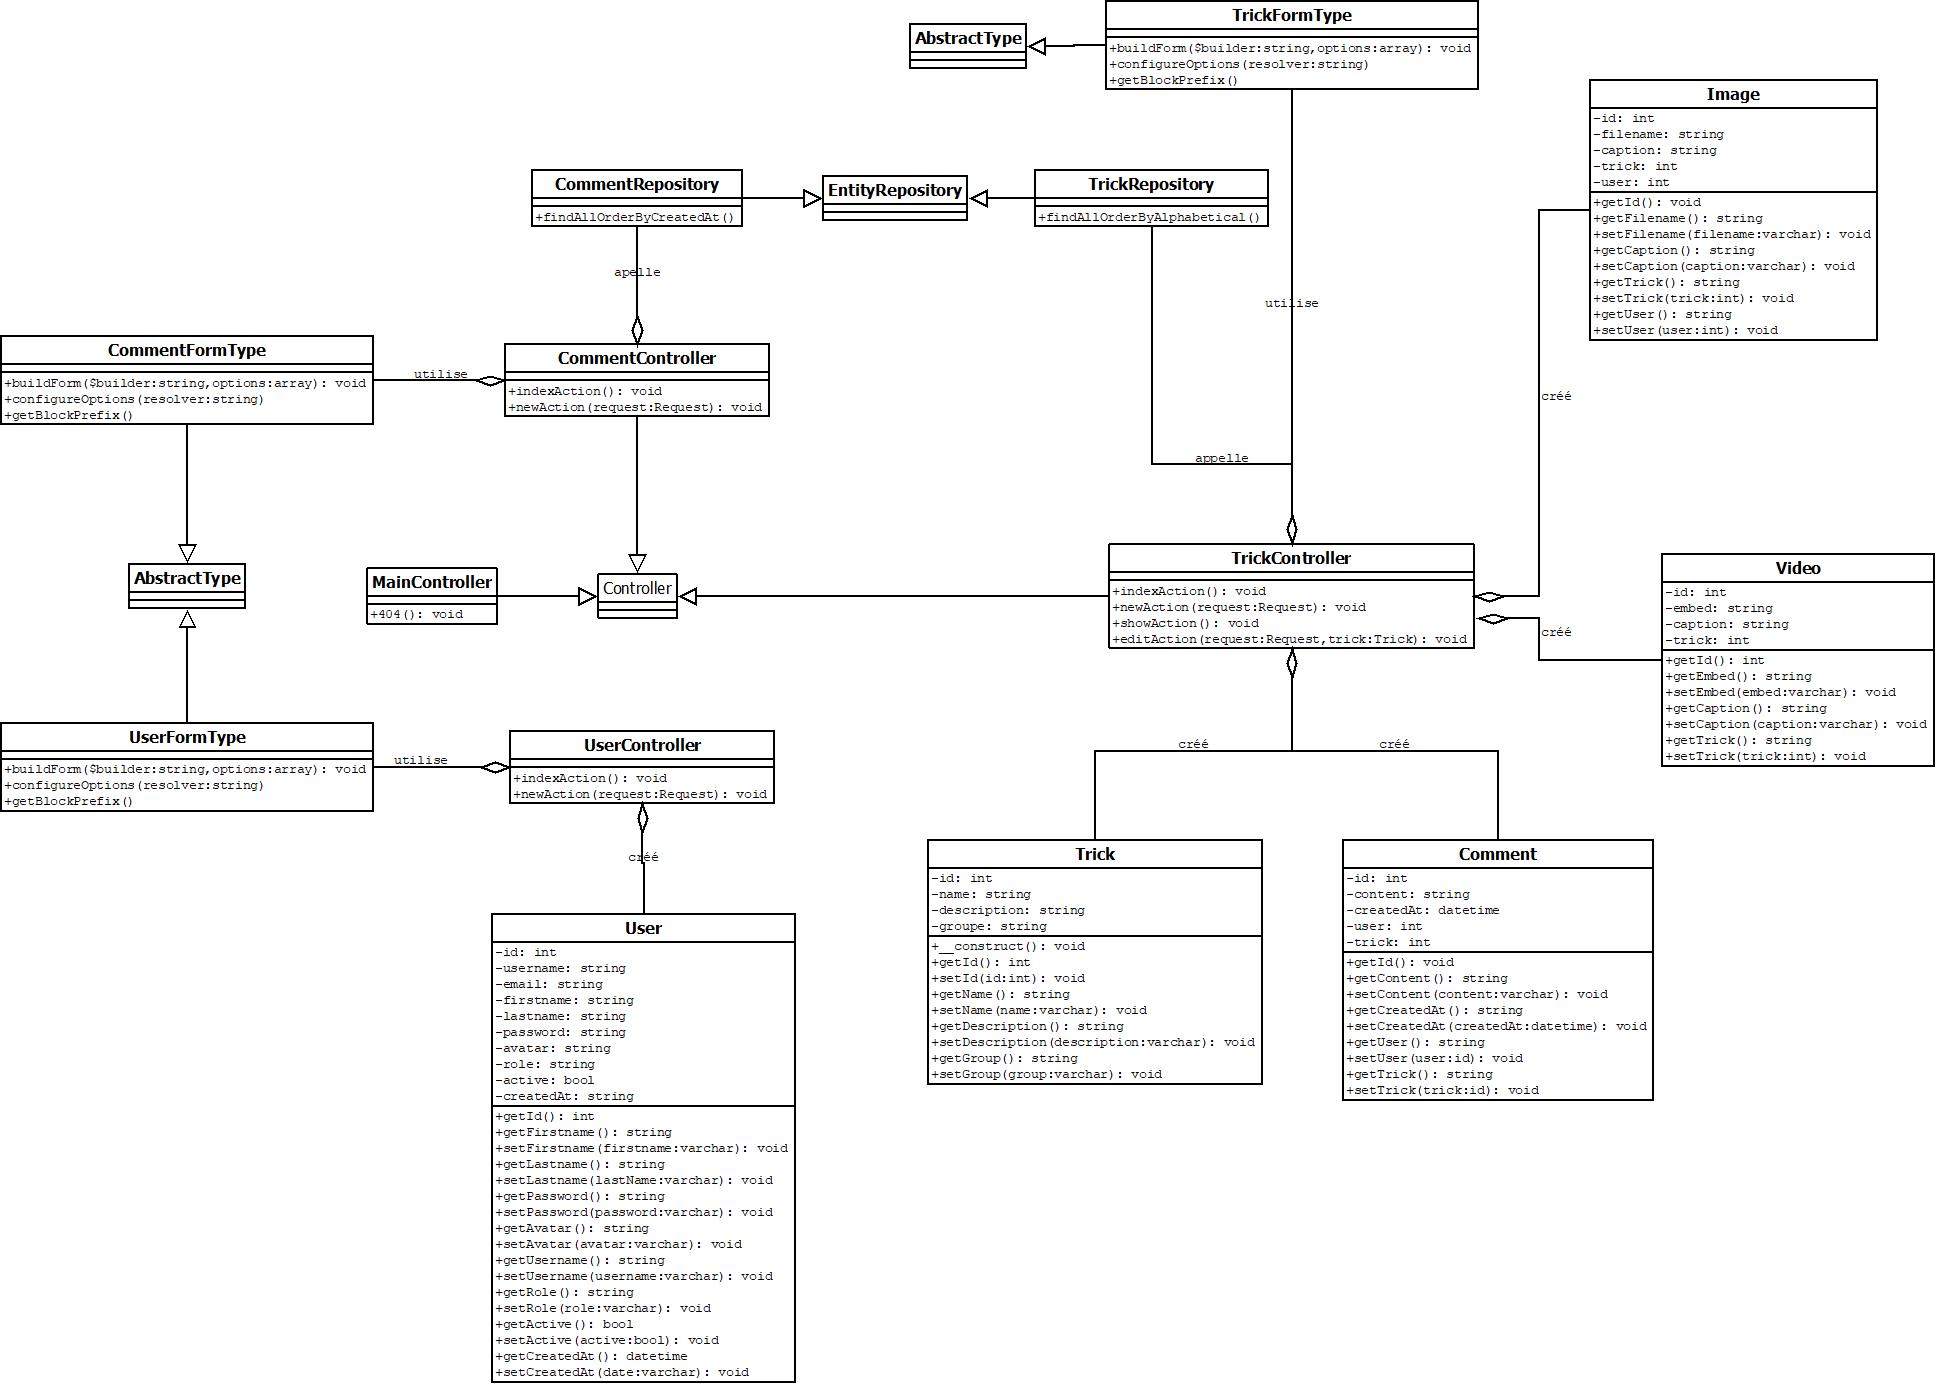 TrickFormType
+buildForm($builder:string,options:array): void
+configureOptions(resolver:string)
+getBlockPrefix()
AbstractType
Image
-id: int
-filename: string
-caption: string
-trick: int
-user: int
+getId(): void
+getFilename(): string
+setFilename(filename:varchar): void
+getCaption(): string
+setCaption(caption:varchar): void
+getTrick(): string
+setTrick(trick:int): void
+getUser(): string
+setUser(user:int): void
CommentRepository
+findAllOrderByCreatedAt()
EntityRepository
TrickRepository
+findAllOrderByAlphabetical()
apelle
utilise
CommentFormType
+buildForm($builder:string,options:array): void
+configureOptions(resolver:string)
+getBlockPrefix()
utilise
CommentController
+indexAction(): void
+newAction(request:Request): void
créé
appelle
AbstractType
MainController
+404(): void
Controller
TrickController
+indexAction(): void
+newAction(request:Request): void
+showAction(): void
+editAction(request:Request,trick:Trick): void
créé
Video
-id: int
-embed: string
-caption: string
-trick: int
+getId(): int
+getEmbed(): string
+setEmbed(embed:varchar): void
+getCaption(): string
+setCaption(caption:varchar): void
+getTrick(): string
+setTrick(trick:int): void
UserFormType
+buildForm($builder:string,options:array): void
+configureOptions(resolver:string)
+getBlockPrefix()
utilise
UserController
+indexAction(): void
+newAction(request:Request): void
créé
créé
créé
User
-id: int
-username: string
-email: string
-firstname: string
-lastname: string
-password: string
-avatar: string
-role: string
-active: bool
-createdAt: string
+getId(): int
+getFirstname(): string
+setFirstname(firstname:varchar): void
+getLastname(): string
+setLastname(lastName:varchar): void
+getPassword(): string
+setPassword(password:varchar): void
+getAvatar(): string
+setAvatar(avatar:varchar): void
+getUsername(): string
+setUsername(username:varchar): void
+getRole(): string
+setRole(role:varchar): void
+getActive(): bool
+setActive(active:bool): void
+getCreatedAt(): datetime
+setCreatedAt(date:varchar): void
Trick
-id: int
-name: string
-description: string
-groupe: string
+__construct(): void
+getId(): int
+setId(id:int): void
+getName(): string
+setName(name:varchar): void
+getDescription(): string
+setDescription(description:varchar): void
+getGroup(): string
+setGroup(group:varchar): void
Comment
-id: int
-content: string
-createdAt: datetime
-user: int
-trick: int
+getId(): void
+getContent(): string
+setContent(content:varchar): void
+getCreatedAt(): string
+setCreatedAt(createdAt:datetime): void
+getUser(): string
+setUser(user:id): void
+getTrick(): string
+setTrick(trick:id): void